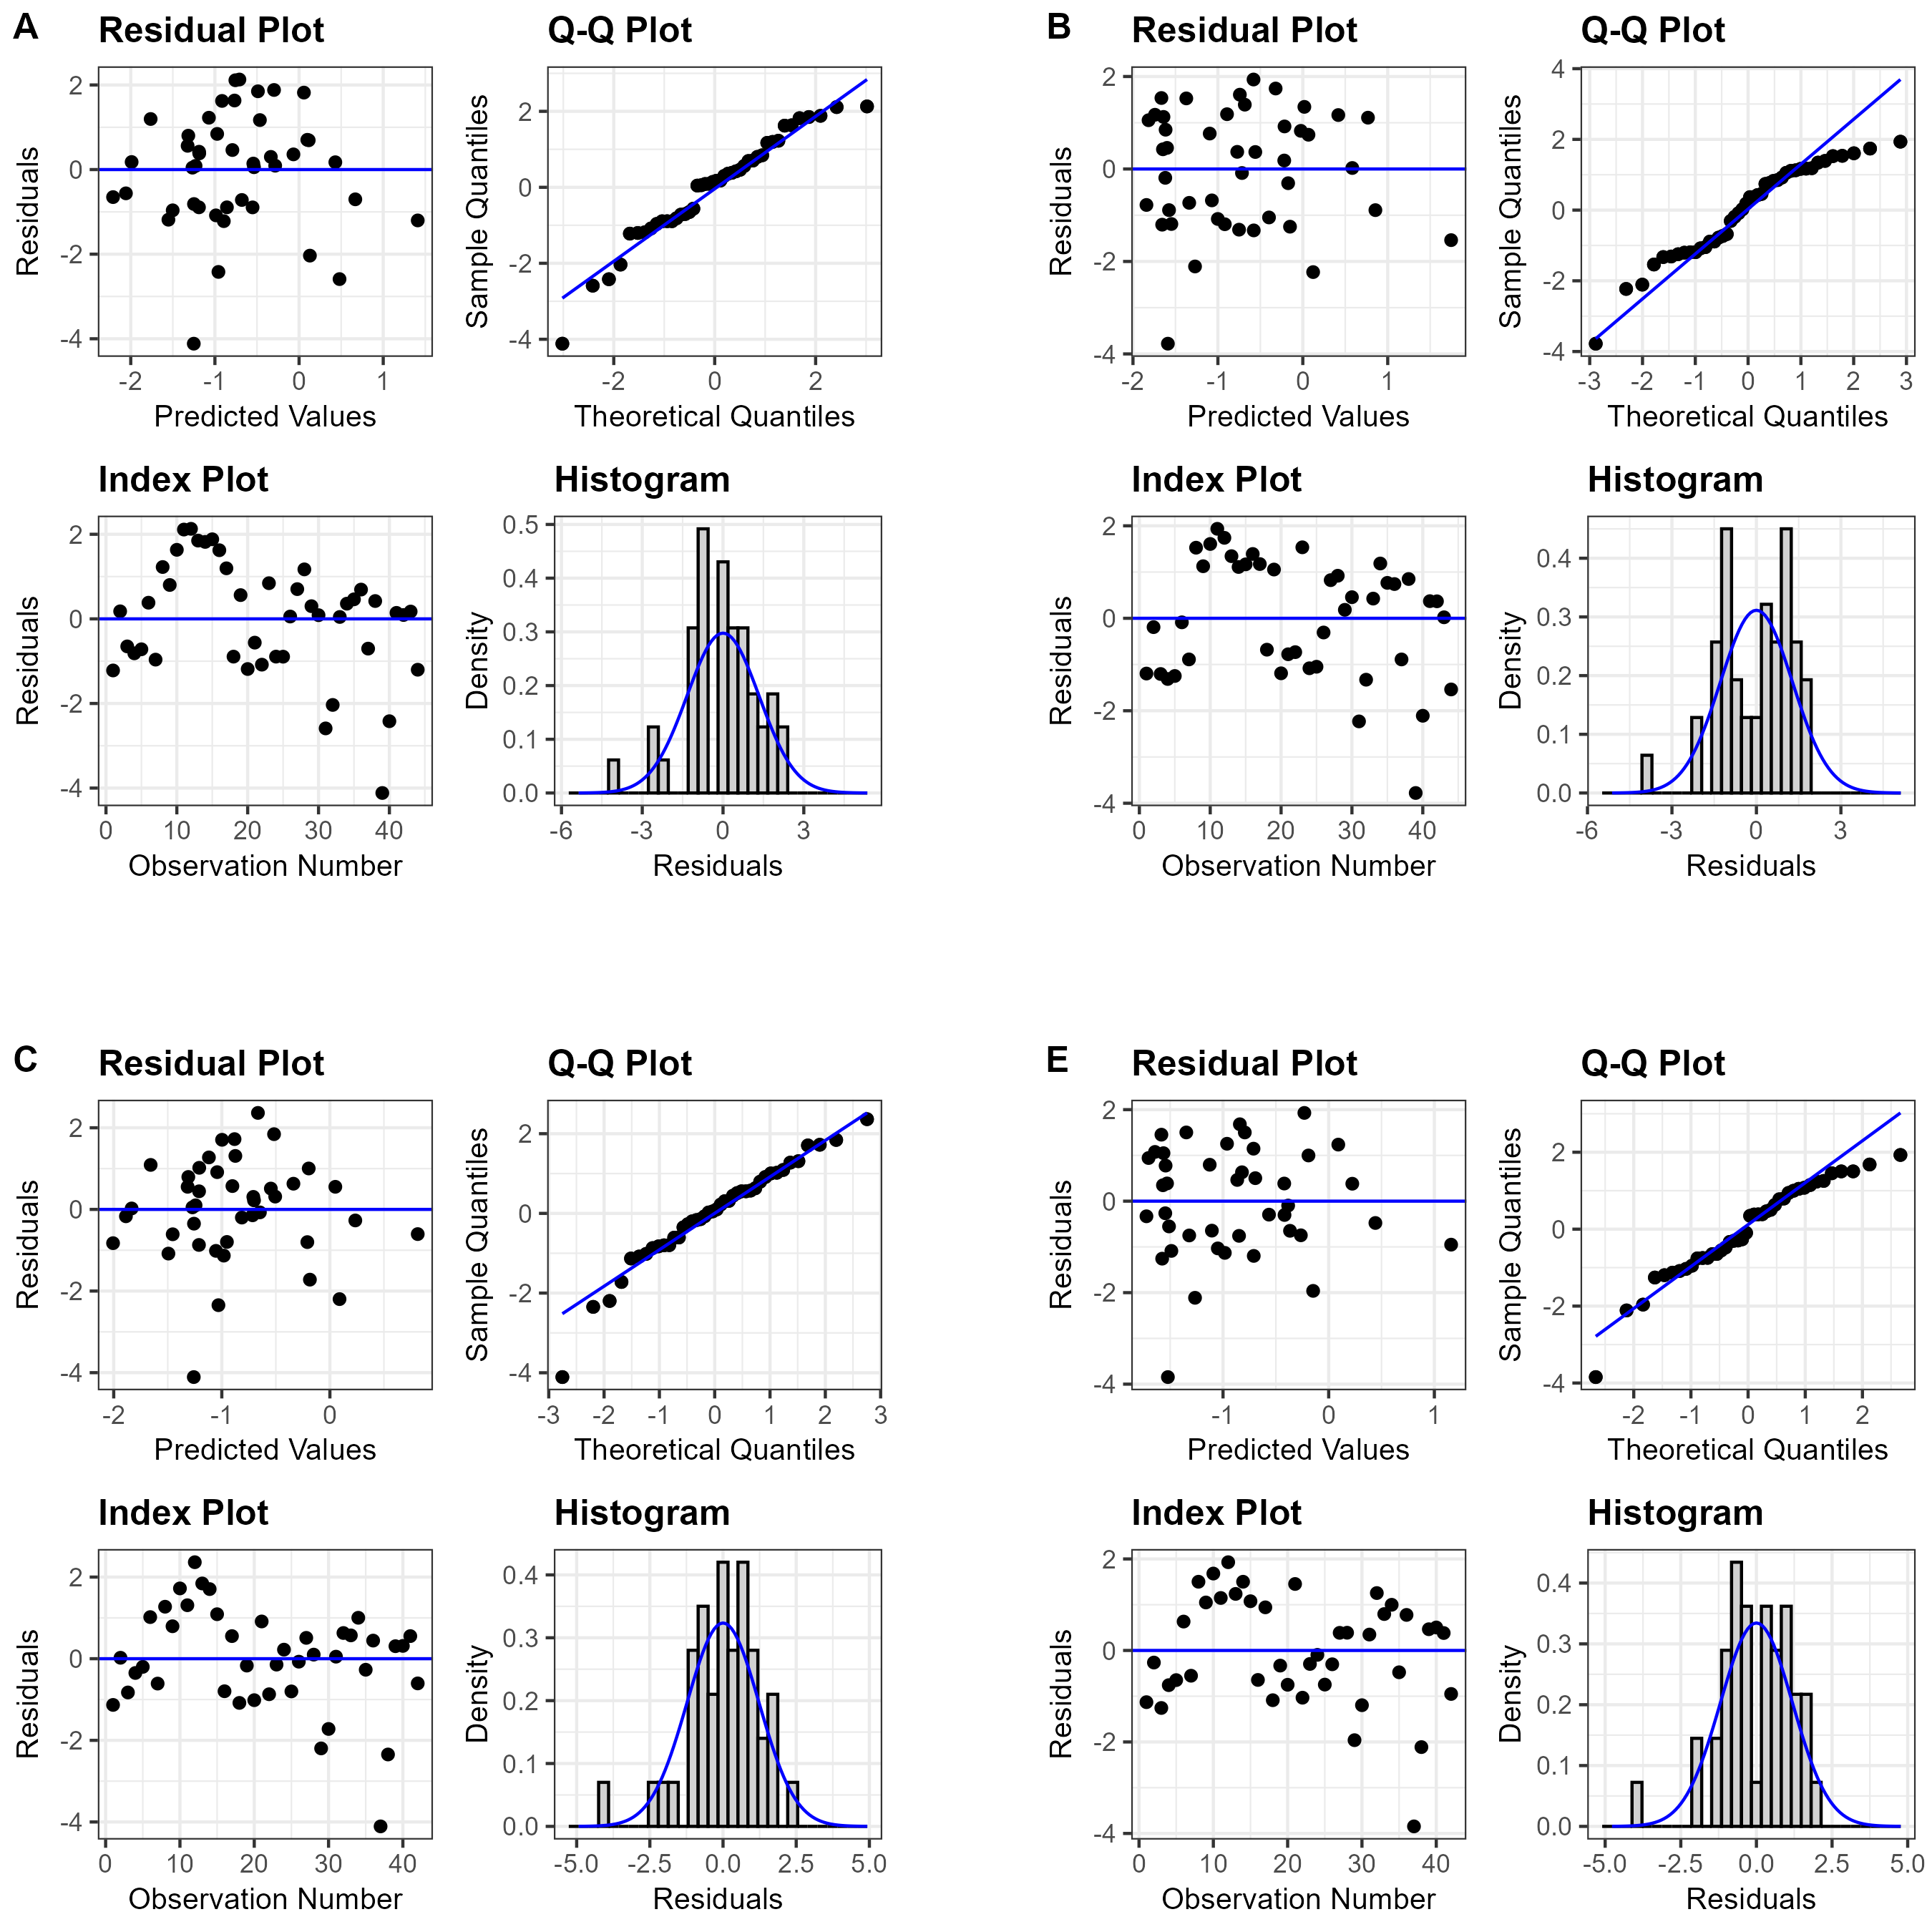 A
Residual Plot
2
0
-2
-4
Residuals
-2 -1 0 1
Predicted Values
Q-Q Plot
2
0
-2
-4
Sample Quantiles
-2 0 2
Theoretical Quantiles
Index Plot
2
0
-2
-4
Residuals
0 10 20 30 40
Observation Number
Histogram
0.5
0.4
0.3
0.2
0.1
0.0
Density
-6 -3 0 3
Residuals
B
Residual Plot
2
0
-2
-4
Residuals
-2 -1 0 1
Predicted Values
Q-Q Plot
4
2
0
-2
-4
Sample Quantiles
-3 -2 -1 0 1 2 3
Theoretical Quantiles
Index Plot
2
0
-2
-4
Residuals
0 10 20 30 40
Observation Number
Histogram
0.4
0.3
0.2
0.1
0.0
Density
-6 -3 0 3
Residuals
C
Residual Plot
2
0
-2
-4
Residuals
-2 -1 0
Predicted Values
Q-Q Plot
2
0
-2
-4
Sample Quantiles
-3 -2 -1 0 1 2 3
Theoretical Quantiles
Index Plot
2
0
-2
-4
Residuals
0 10 20 30 40
Observation Number
Histogram
0.4
0.3
0.2
0.1
0.0
Density
-5.0 -2.5 0.0 2.5 5.0
Residuals
E
Residual Plot
2
0
-2
-4
Residuals
-1 0 1
Predicted Values
Q-Q Plot
2
0
-2
-4
Sample Quantiles
-2 -1 0 1 2
Theoretical Quantiles
Index Plot
2
0
-2
-4
Residuals
0 10 20 30 40
Observation Number
Histogram
0.4
0.3
0.2
0.1
0.0
Density
-5.0 -2.5 0.0 2.5 5.0
Residuals